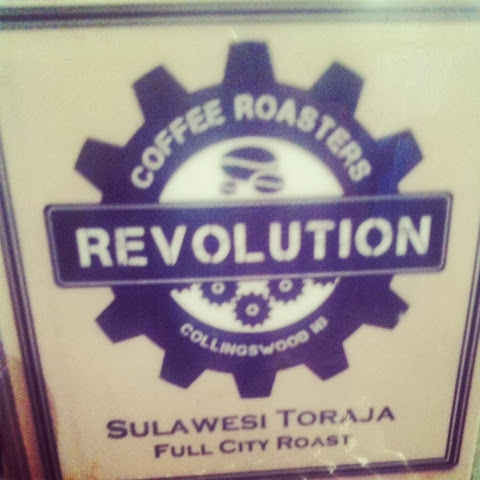 COFFEE ROASTERS
REVOLUTION
COLLINGSWOOD NJ
SULAWESI TORAJA
FULL CITY ROAST